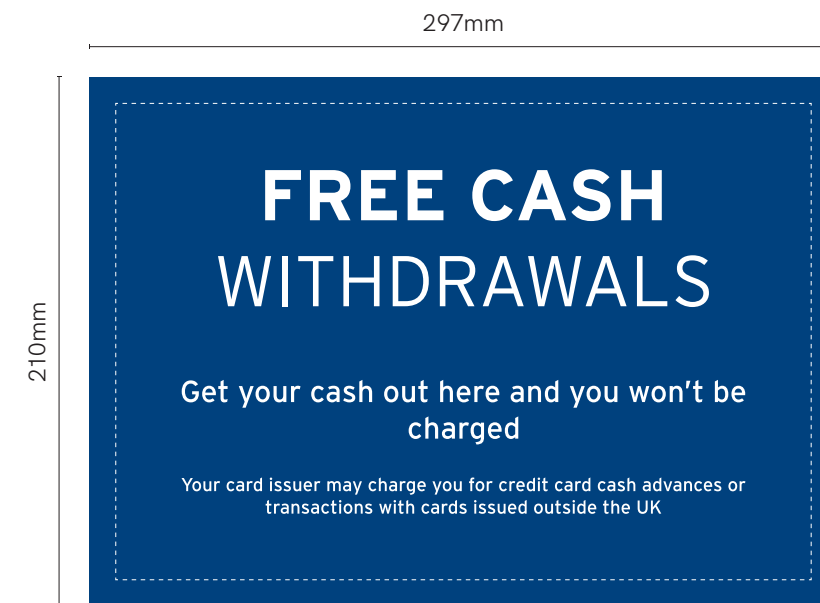 297mm
210mm
FREE CASH
WITHDRAWALS
Get your cash out here and you won’t be
charged
Your card issuer may charge you for credit card cash advances or
transactions with cards issued outside the UK